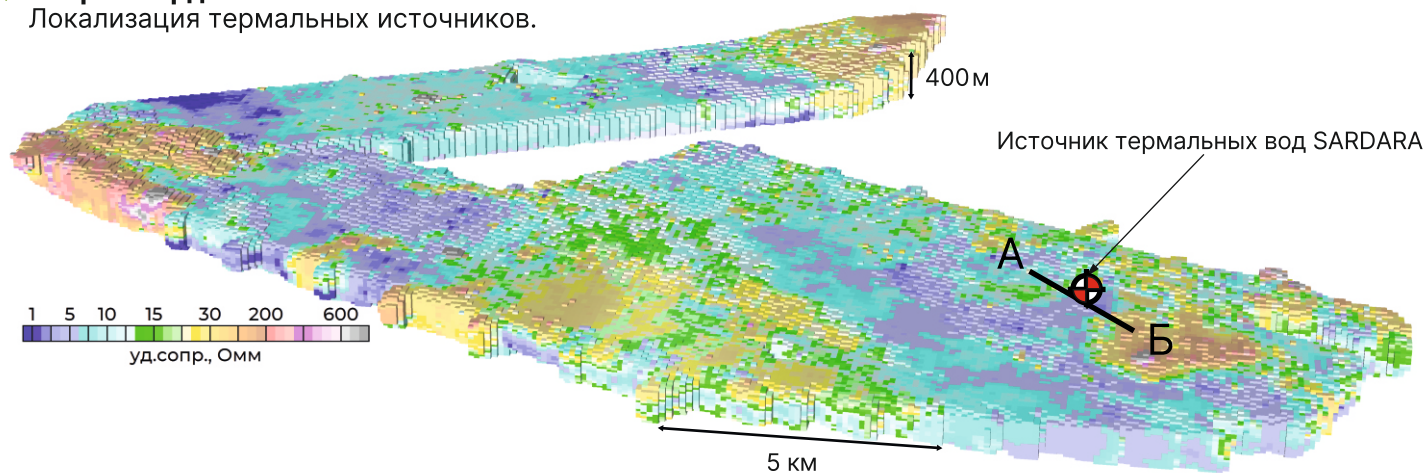 Локализация термальных источников.
400 м
Источник термальных вод SARDARA
А
Б
1 5 10 15 30 200 600
уд.сопр., Омм
5 км